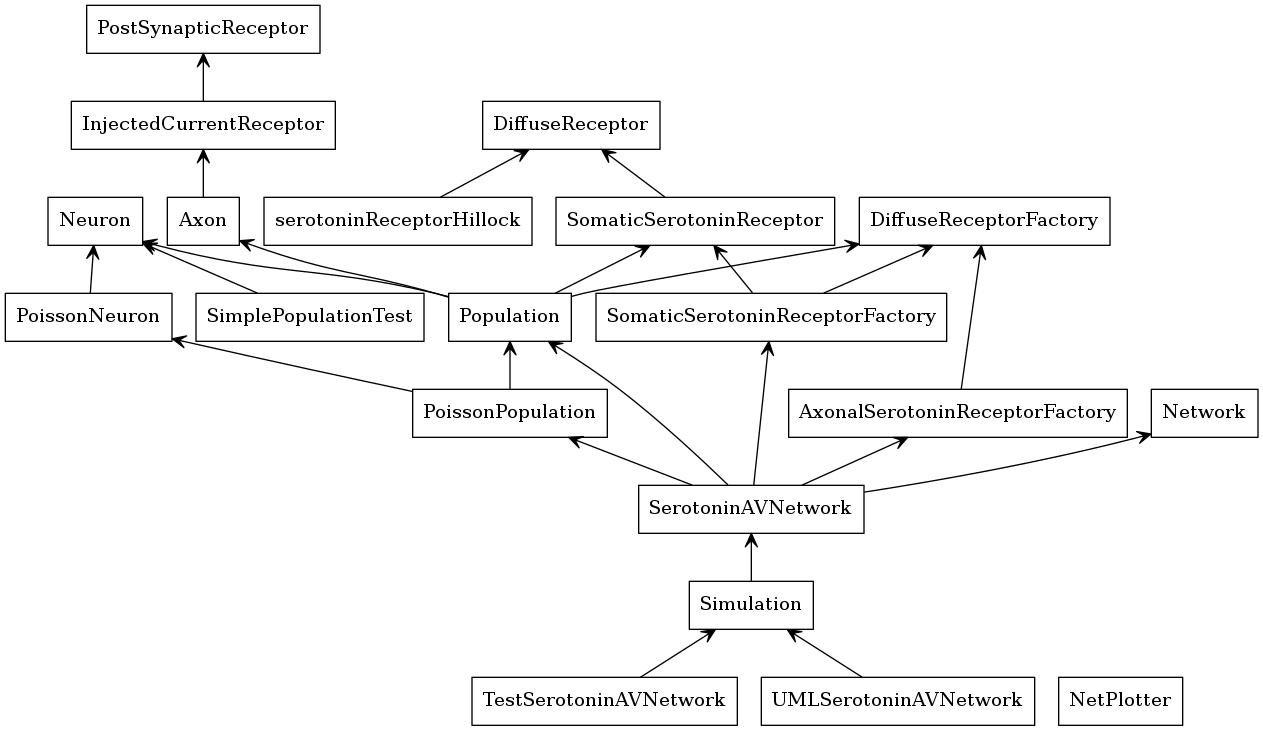 PostSynapticReceptor
InjectedCurrentReceptor
DiffuseReceptor
Neuron
Axon
serotoninReceptorHillock
SomaticSerotoninReceptor
DiffuseReceptorFactory
PoissonNeuron
SimplePopulationTest
Population
SomaticSerotoninReceptorFactory
PoissonPopulation
AxonalSerotoninReceptorFactory
Network
SerotoninAVNetwork
Simulation
TestSerotoninAVNetwork
UMLSerotoninAVNetwork
NetPlotter